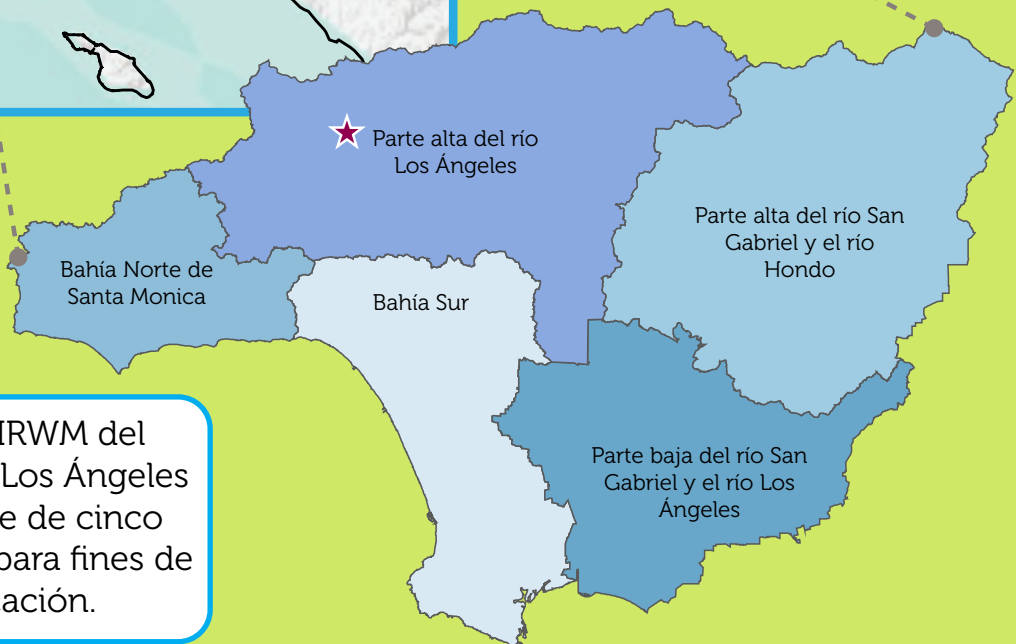 Parte alta del río
Los Ángeles
Parte alta del río San
Gabriel y el río
Hondo
Bahía Norte de
Santa Monica
Bahía Sur
Parte baja del río San
Gabriel y el río Los
Ángeles
IRWM del
Los Ángeles
e de cinco
para fines de
ación.